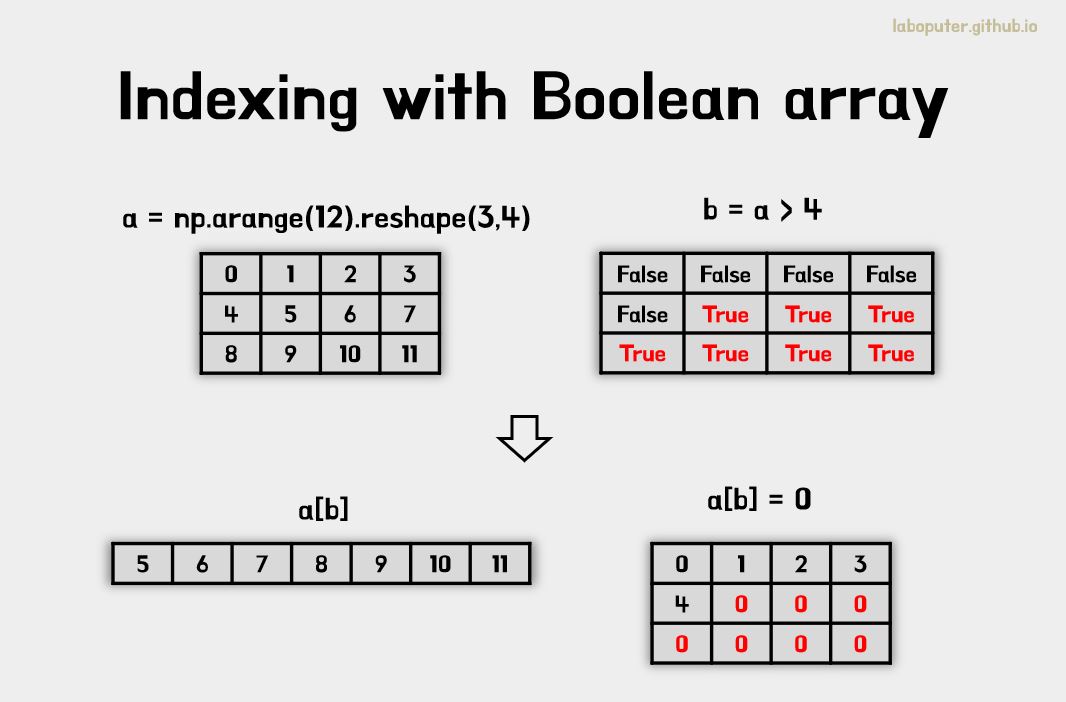 laboputer.github.io
Indexing with Boolean array
a = np.arange(12).reshape(3,4)
0 1 2 3
4 5 6 7
8 9 10 11
b = a > 4
False False False False
False True True True
True True True True
a[b]
5 6 7 8 9 10 11
a[b] = 0
0 1 2 3
4 0 0 0
0 0 0 0